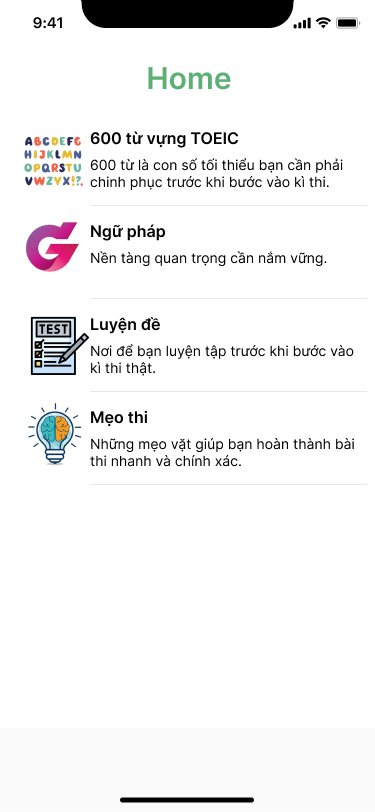 9:41
Home
ABCDEFG
HIJKLMN
OPQRSTU
VWZYX!?.
600 từ vựng TOEIC
600 từ là con số tối thiểu bạn cần phải
chinh phục trước khi bước vào kì thi.
G
Ngữ pháp
Nền tàng quan trọng cần nắm vững.
TEST
Luyện đề
Nơi để bạn luyện tập trước khi bước vào
kì thi thật.
Mẹo thi
Những mẹo vặt giúp bạn hoàn thành bài
thi nhanh và chính xác.